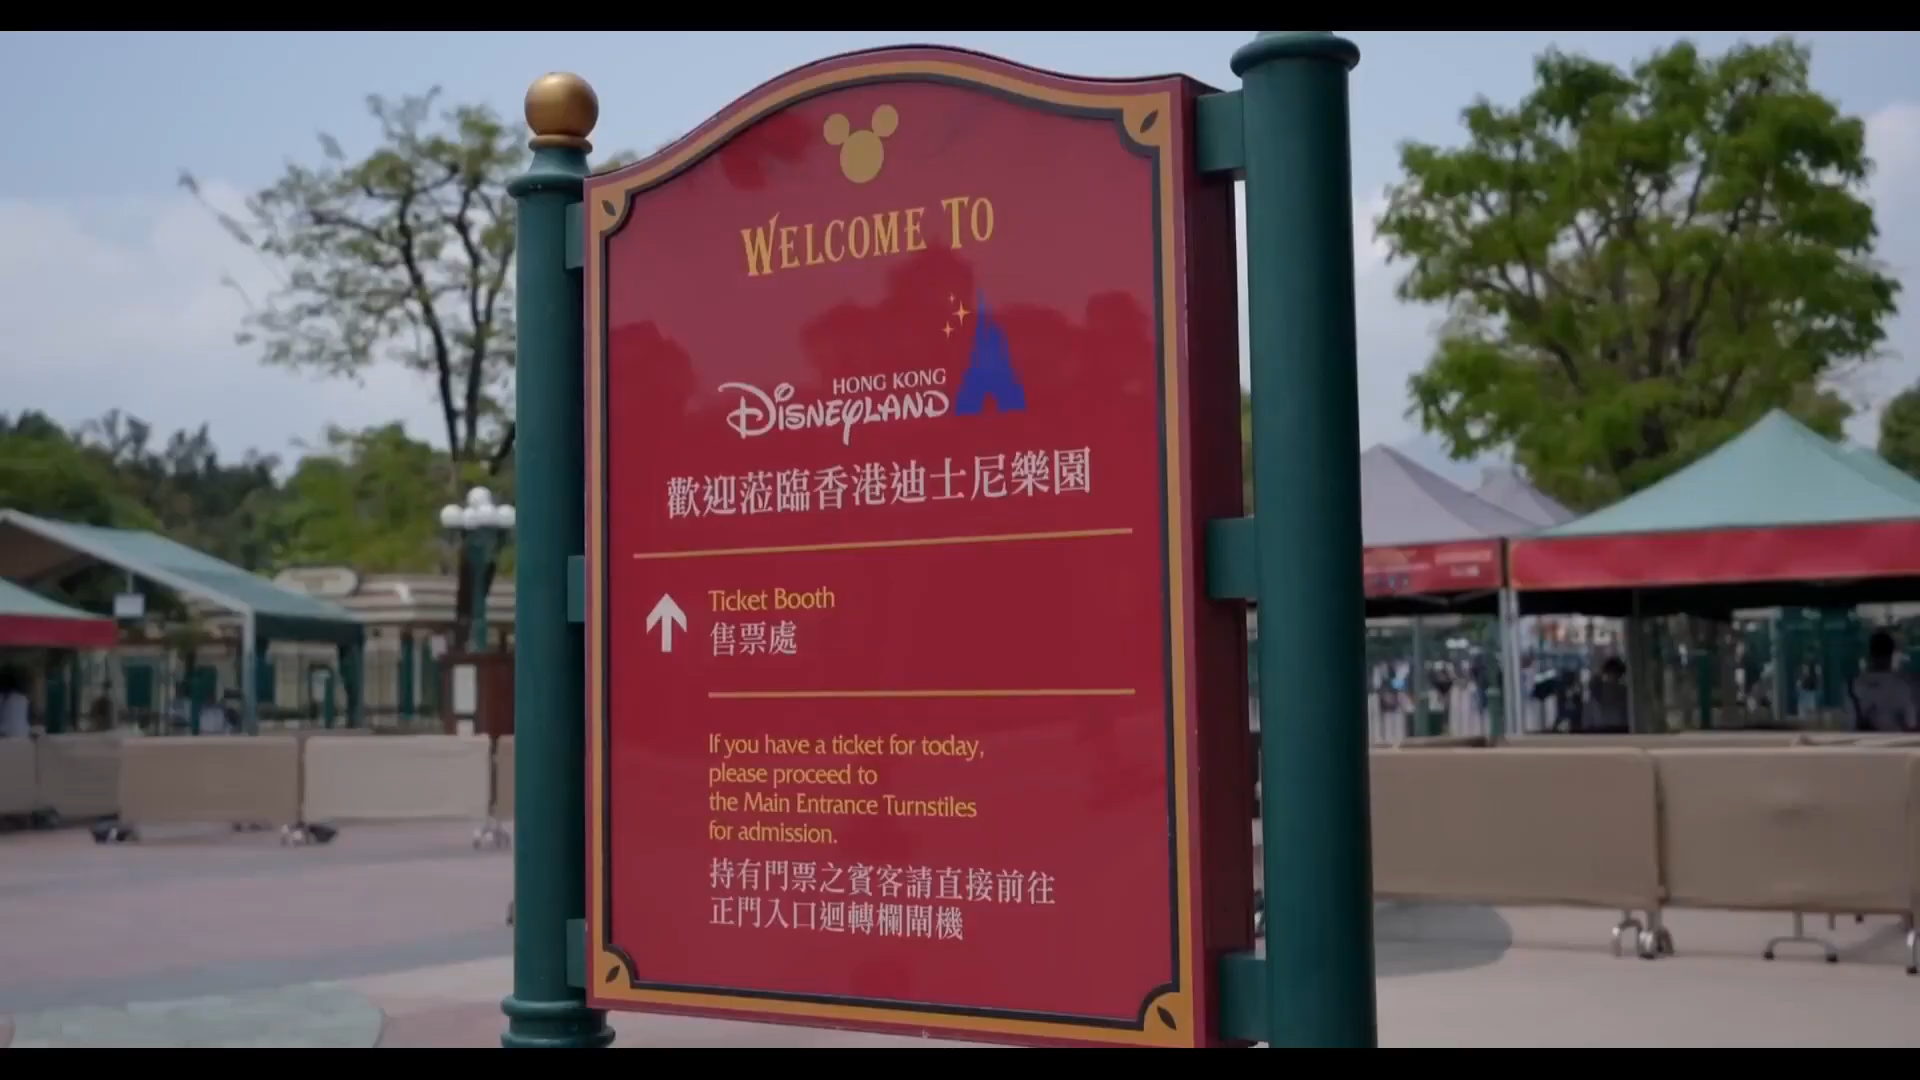 WELCOME TO
HONG KONG
DISNEYLAND
歡迎蒞臨香港迪士尼樂園
Ticket Booth
售票處
If you have a ticket for today,
please proceed to
the Main Entrance Turnstiles
for admission.
持有門票之賓客請直接前往
正門入口迴轉欄閘機